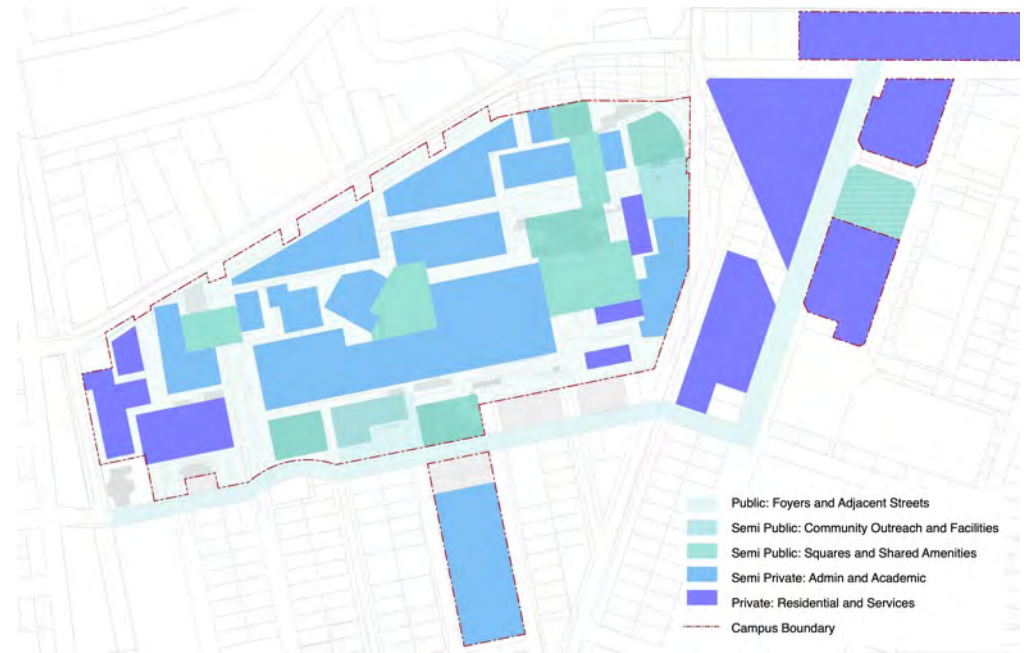 Public: Foyers and Adjacent Streets
Semi Public: Community Outreach and Facilities
Semi Public: Squares and Shared Amenities
Semi Private: Admin and Academic
Private: Residential and Services
Campus Boundary